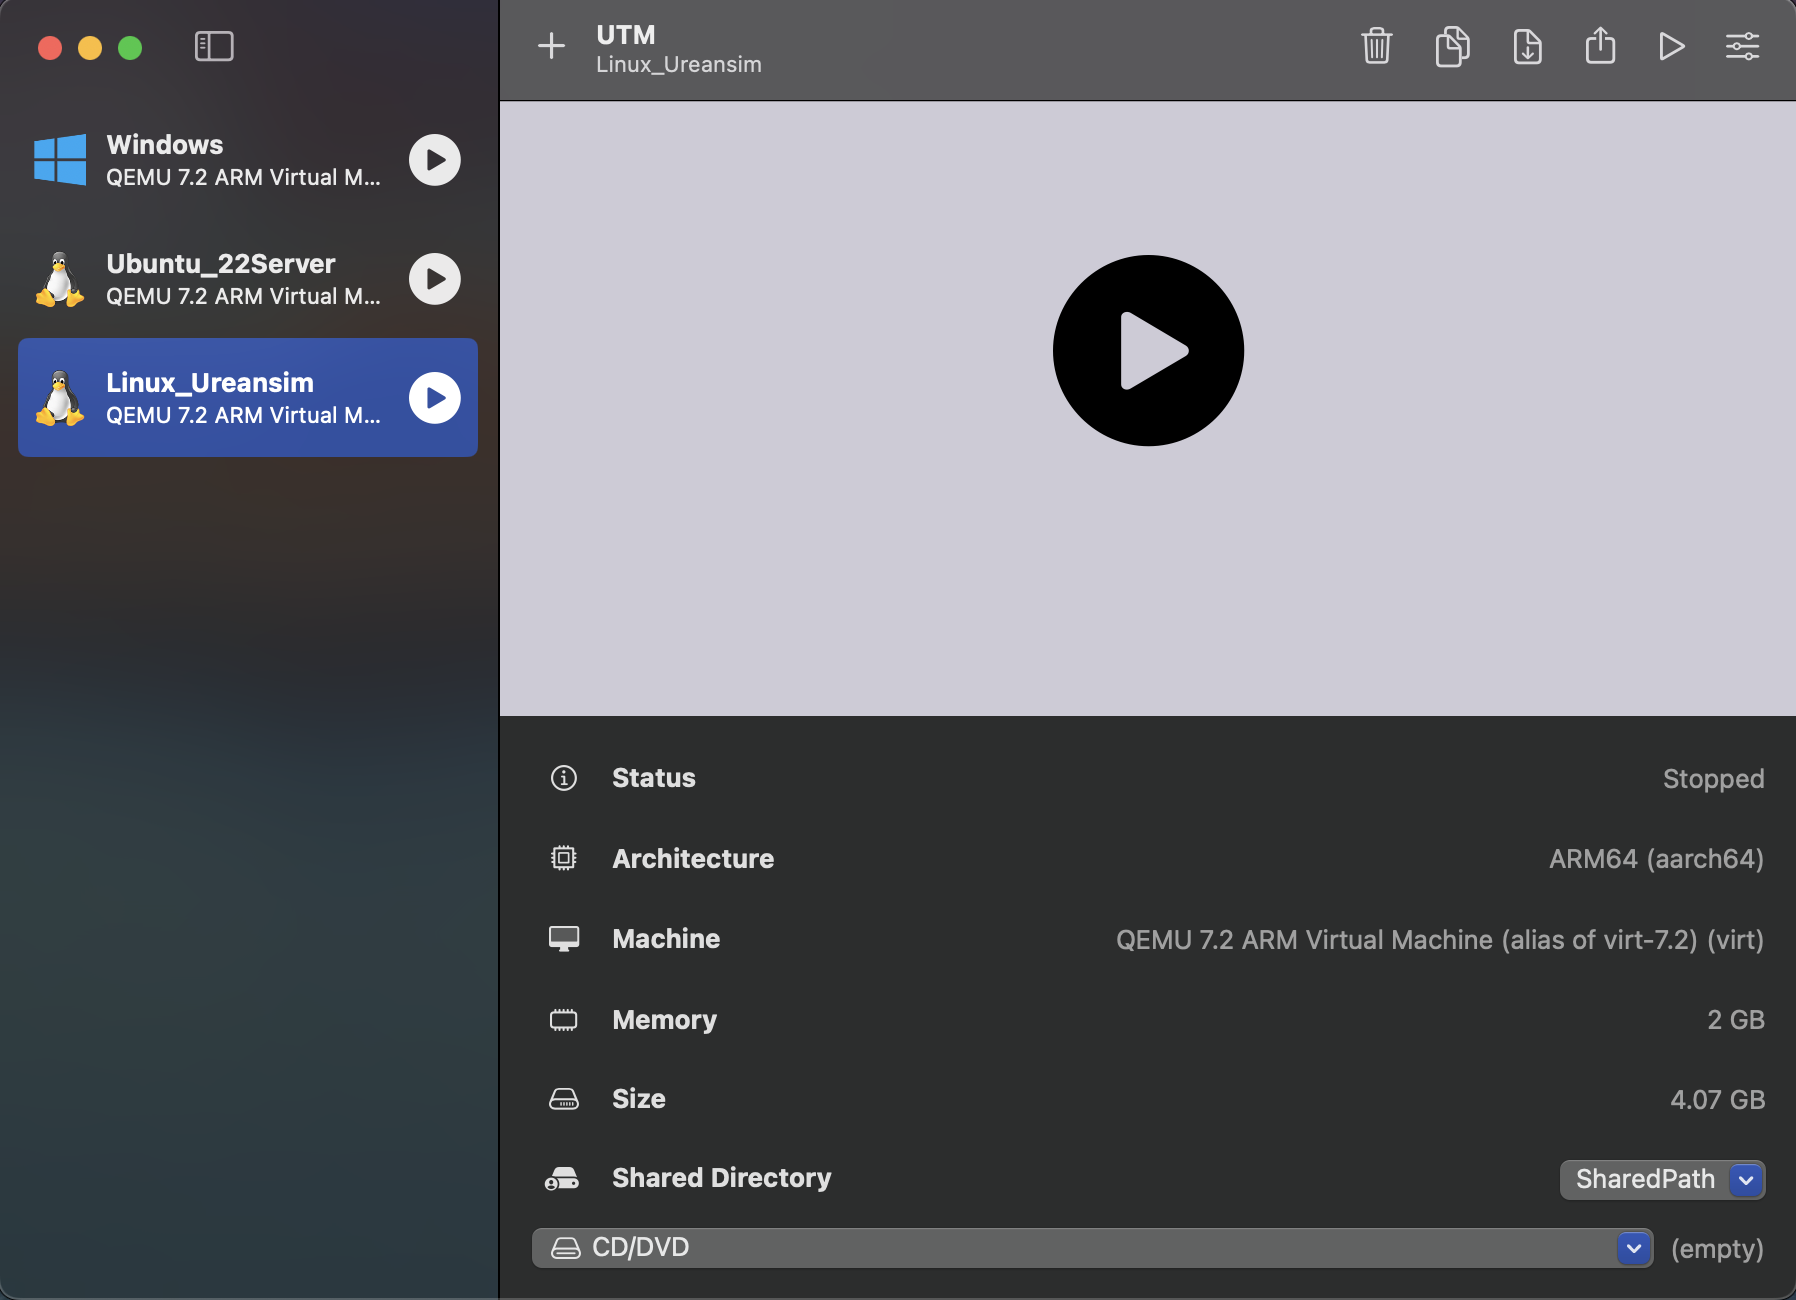 Windows
QEMU 7.2 ARM Virtual M...
Ubuntu_22Server
QEMU 7.2 ARM Virtual M...
Linux_Ureansim
QEMU 7.2 ARM Virtual M...
UTM
Linux_Ureansim
Status Stopped
Architecture ARM64 (aarch64)
Machine QEMU 7.2 ARM Virtual Machine (alias of virt-7.2) (virt)
Memory 2 GB
Size 4.07 GB
Shared Directory SharedPath
CD/DVD (empty)